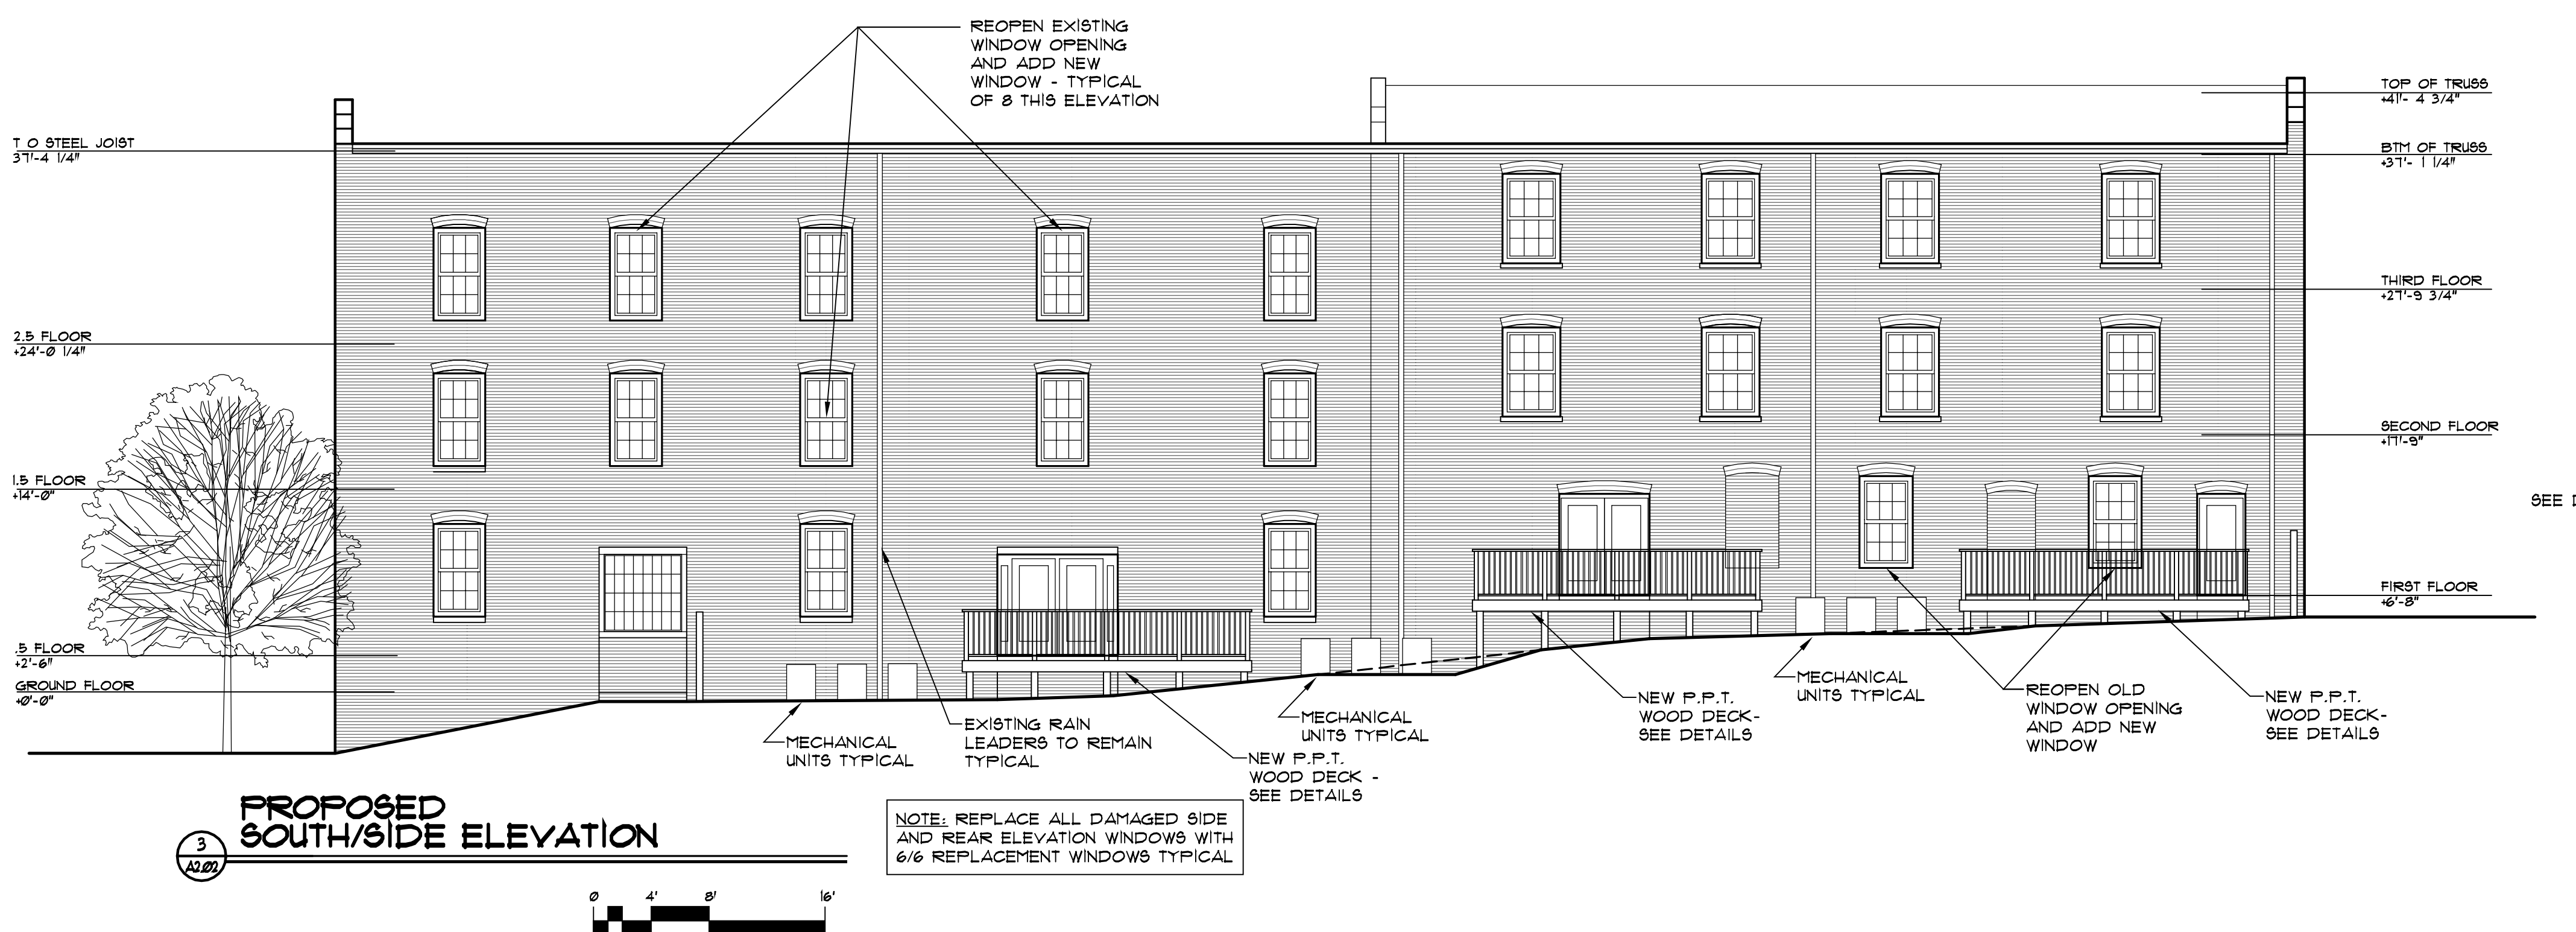 REOPEN EXISTING
WINDOW OPENING
AND ADD NEW
WINDOW - TYPICAL
OF 8 THIS ELEVATION
T O STEEL JOIST
37'-4 1/4"
2.5 FLOOR
+24'-0 1/4"
1.5 FLOOR
+14'-0"
.5 FLOOR
+2'-6"
GROUND FLOOR
+0'-0"
TOP OF TRUSS
+41'- 4 3/4"
BTM OF TRUSS
+37'- 1 1/4"
THIRD FLOOR
+27'-9 3/4"
SECOND FLOOR
+17'-9"
SEE
FIRST FLOOR
+6'-8"
MECHANICAL
UNITS TYPICAL
EXISTING RAIN
LEADERS TO REMAIN
TYPICAL
NEW P.P.T.
WOOD DECK -
SEE DETAILS
MECHANICAL
UNITS TYPICAL
NEW P.P.T.
WOOD DECK-
SEE DETAILS
MECHANICAL
UNITS TYPICAL
REOPEN OLD
WINDOW OPENING
AND ADD NEW
WINDOW
NEW P.P.T.
WOOD DECK-
SEE DETAILS
PROPOSED
SOUTH/SIDE ELEVATION
3
A2.02
NOTE: REPLACE ALL DAMAGED SIDE
AND REAR ELEVATION WINDOWS WITH
6/6 REPLACEMENT WINDOWS TYPICAL
0 4' 8' 16'